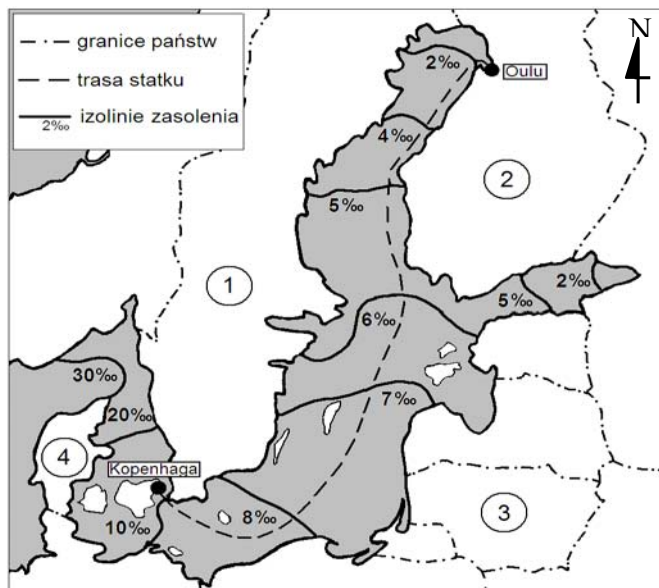 granice państw
trasa statku
2‰ izolinie zasolenia
N
2‰
Oulu
4‰
2
5‰
1
2‰
5‰
6‰
30‰
7‰
20‰
4
Kopenhaga
3
8‰
10‰